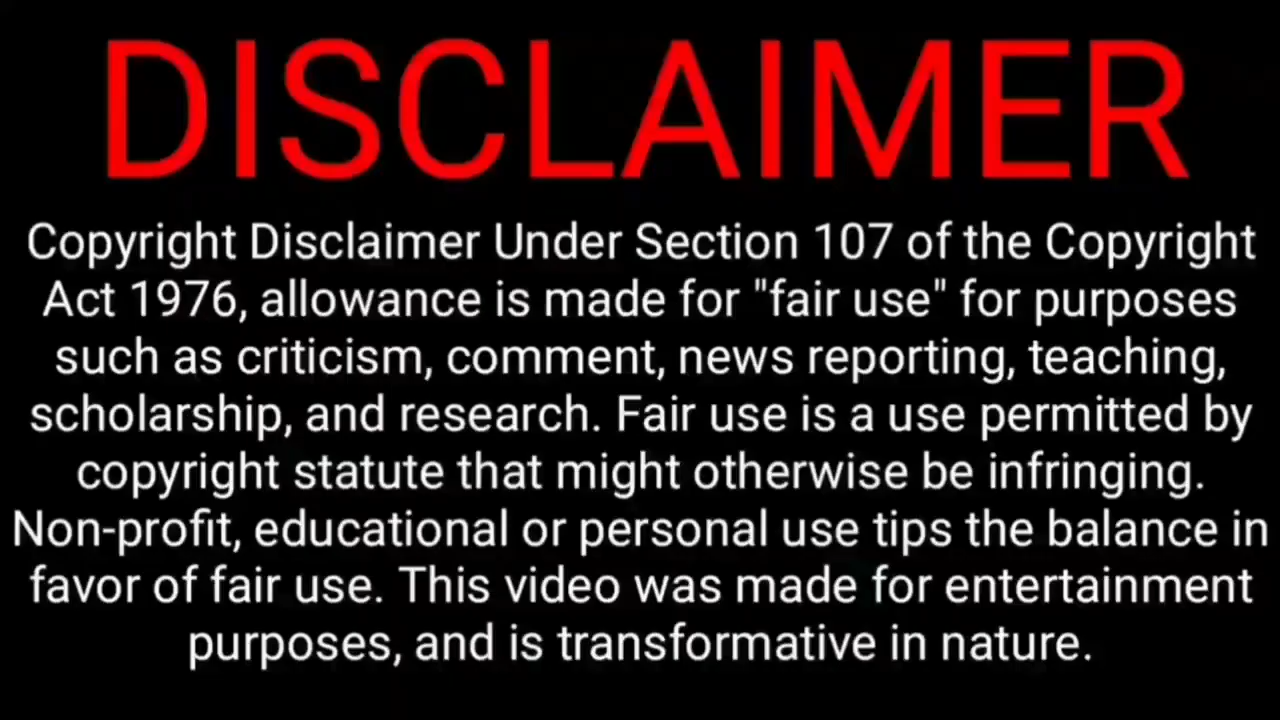 DISCLAIMER
Copyright Disclaimer Under Section 107 of the Copyright
Act 1976, allowance is made for "fair use" for purposes
such as criticism, comment, news reporting, teaching,
scholarship, and research. Fair use is a use permitted by
copyright statute that might otherwise be infringing.
Non-profit, educational or personal use tips the balance in
favor of fair use. This video was made for entertainment
purposes, and is transformative in nature.